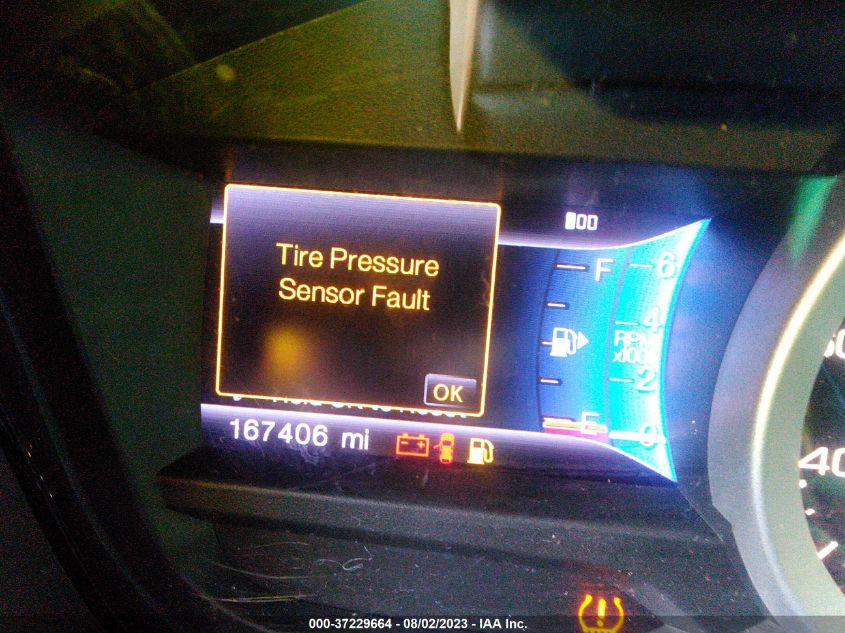 Tire Pressure
Sensor Fault
OK
167406 mi
F
E
6
4
RPM
x1000
2
0
40
000-37229664 - 08/02/2023 - IAA Inc.